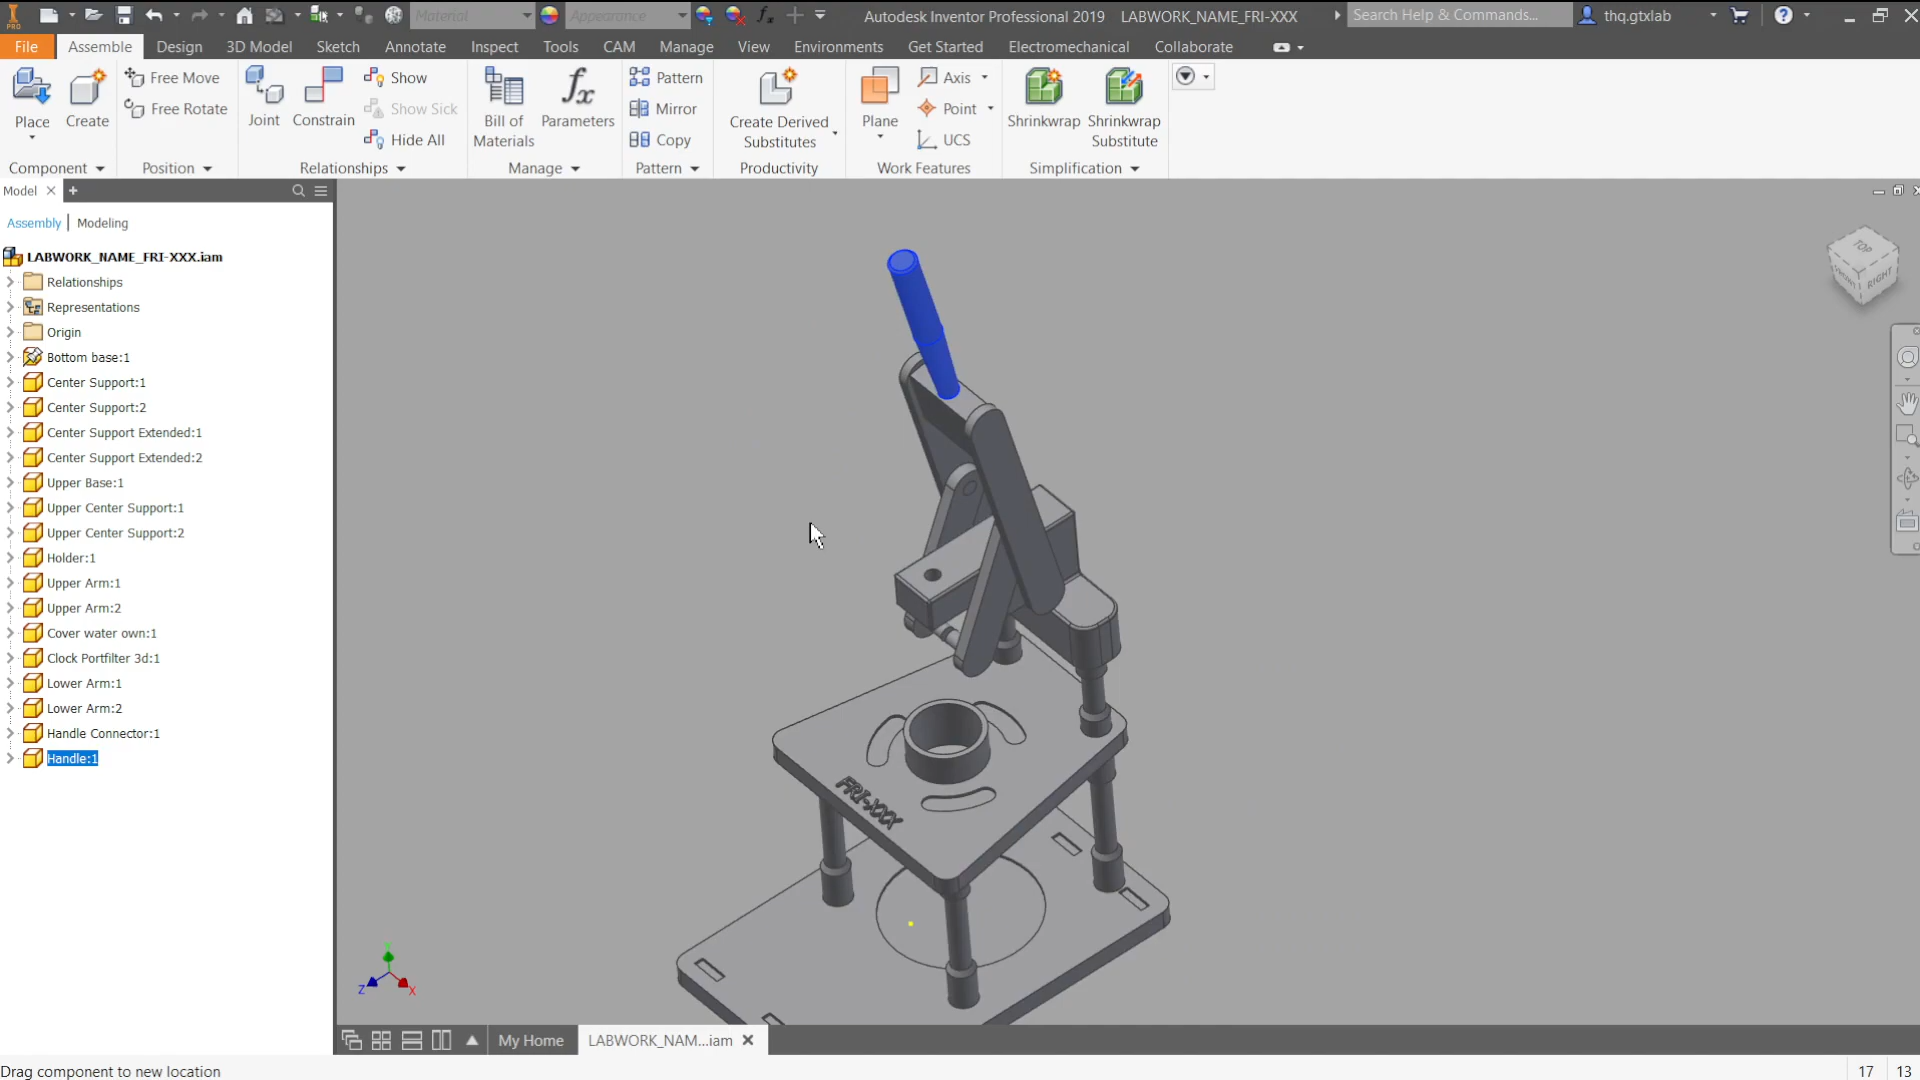 PRO
Material
Appearance
Autodesk Inventor Professional 2019 LABWORK_NAME_FRI-XXX
Search Help & Commands...
thq.gtxlab
File Assemble Design 3D Model Sketch Annotate Inspect Tools CAM Manage View Environments Get Started Electromechanical Collaborate
Place
Create
Free Move
Free Rotate
Joint
Constrain
Show
Show Sick
Hide All
Bill of
Materials
Parameters
Pattern
Mirror
Copy
Create Derived
Substitutes
Plane
Axis
Point
UCS
Shrinkwrap
Shrinkwrap
Substitute
Component Position Relationships Manage Pattern Productivity Work Features Simplification
Model
Assembly | Modeling
LABWORK_NAME_FRI-XXX.iam
Relationships
Representations
Origin
Bottom base:1
Center Support:1
Center Support:2
Center Support Extended:1
Center Support Extended:2
Upper Base:1
Upper Center Support:1
Upper Center Support:2
Holder:1
Upper Arm:1
Upper Arm:2
Cover water own:1
Clock Portfilter 3d:1
Lower Arm:1
Lower Arm:2
Handle Connector:1
Handle:1
TOP
RIGHT
FRI-XXX
Z
X
My Home
LABWORK_NAM...iam
Drag component to new location
17 13